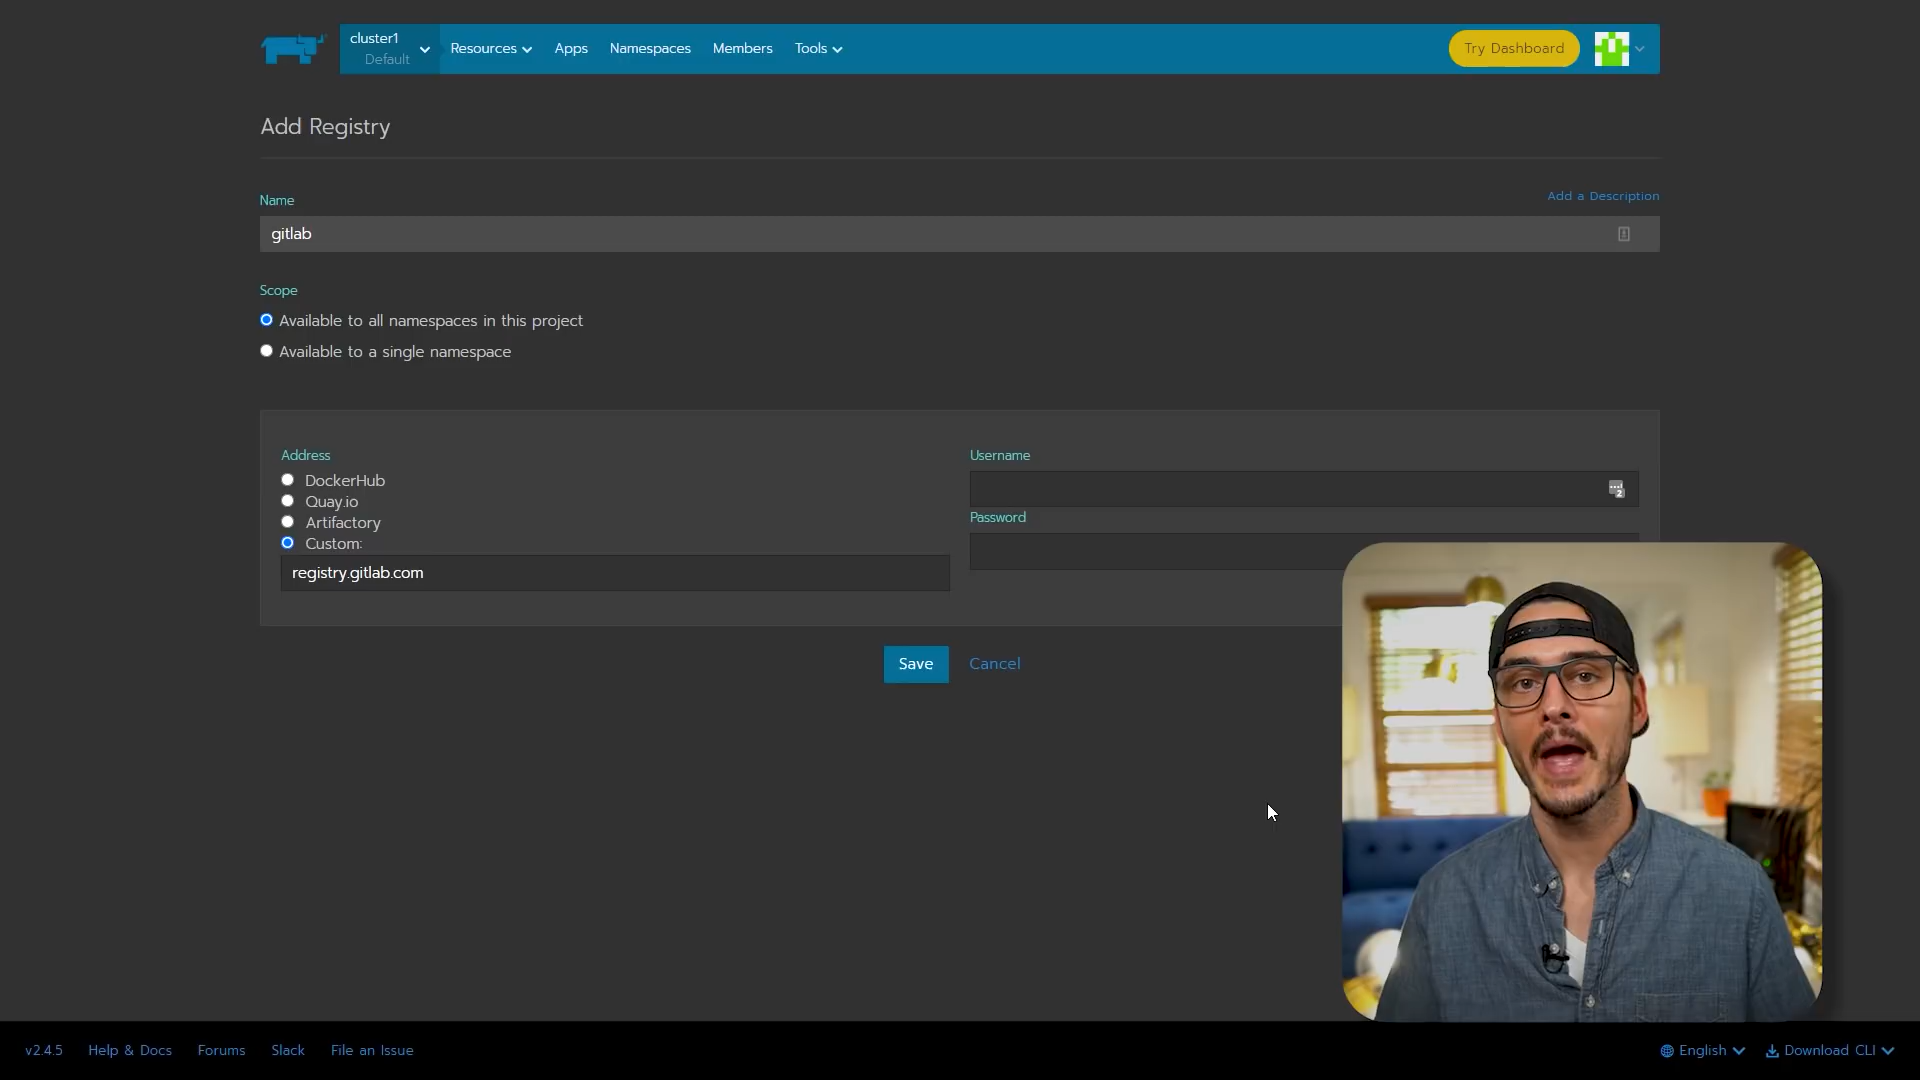 cluster1
Default
Resources
Apps
Namespaces
Members
Tools
Try Dashboard
Add Registry
Name
Add a Description
gitlab
Scope
Available to all namespaces in this project
Available to a single namespace
Address
DockerHub
Quay.io
Artifactory
Custom:
registry.gitlab.com
Username
Password
Save
Cancel
v2.4.5
Help & Docs
Forums
Slack
File an Issue
English
Download CLI